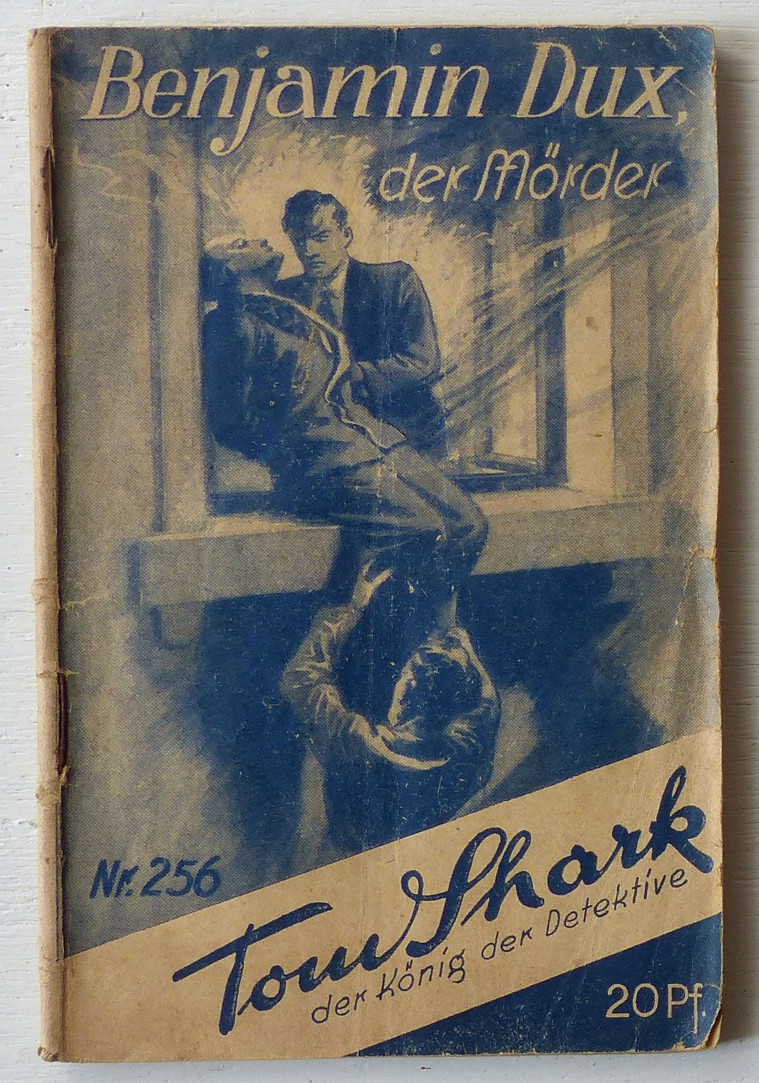 Benjamin Dux,
der Mörder
Nr. 256
Tom Shark
der König der Detektive
20 Pf.